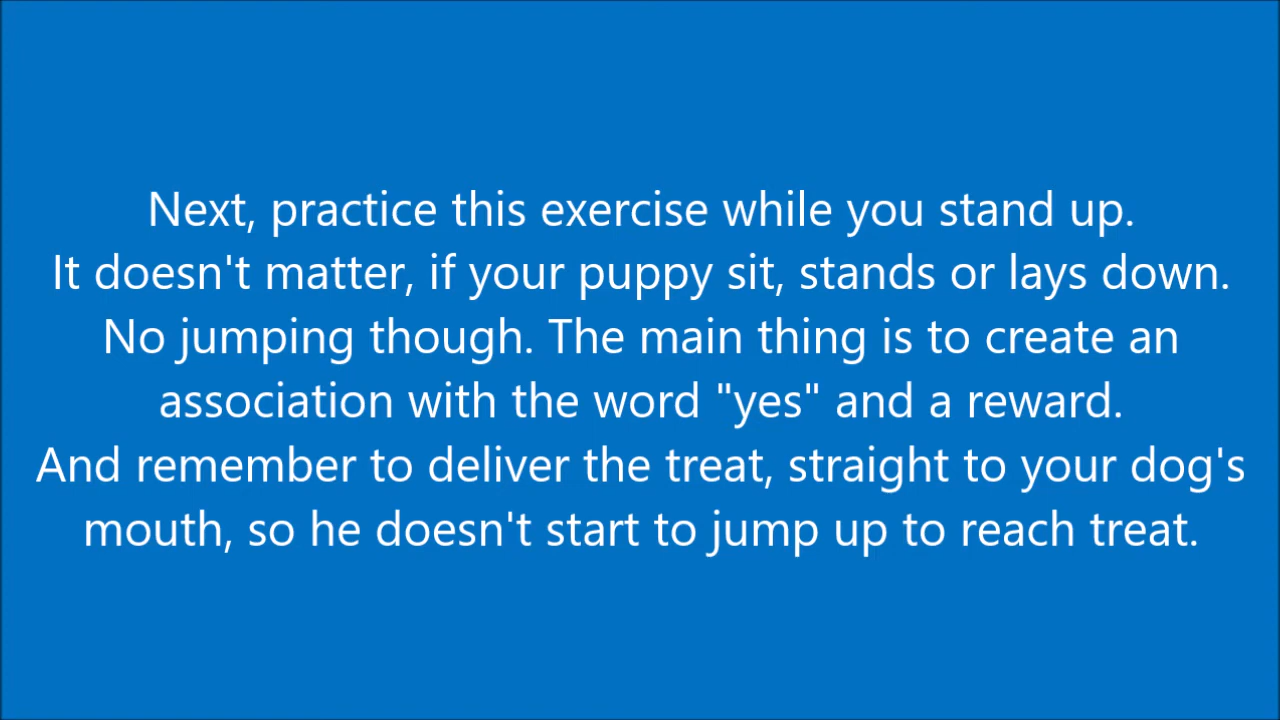 Next, practice this exercise while you stand up.
It doesn't matter, if your puppy sit, stands or lays down.
No jumping though. The main thing is to create an
association with the word "yes" and a reward.
And remember to deliver the treat, straight to your dog's
mouth, so he doesn't start to jump up to reach treat.